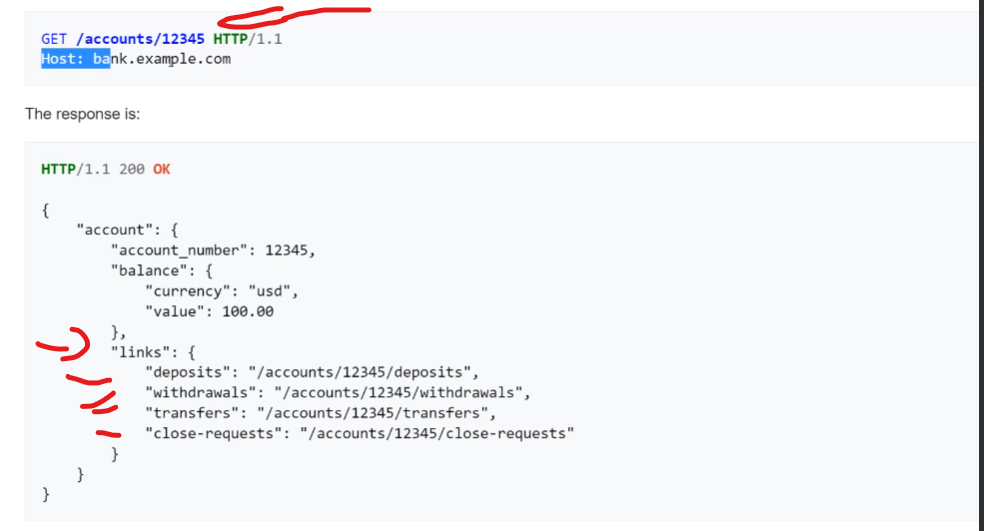 GET /accounts/12345 HTTP/1.1
Host: bank.example.com
The response is:
HTTP/1.1 200 OK
{
    "account": {
        "account_number": 12345,
        "balance": {
            "currency": "usd",
            "value": 100.00
        },
        "links": {
            "deposits": "/accounts/12345/deposits",
            "withdrawals": "/accounts/12345/withdrawals",
            "transfers": "/accounts/12345/transfers",
            "close-requests": "/accounts/12345/close-requests"
        }
    }
}